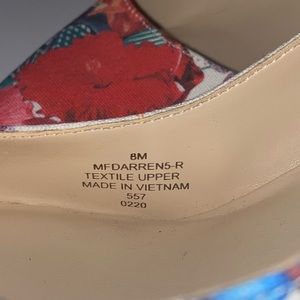 8M
MFDARREN5-R
TEXTILE UPPER
MADE IN VIETNAM
557
0220